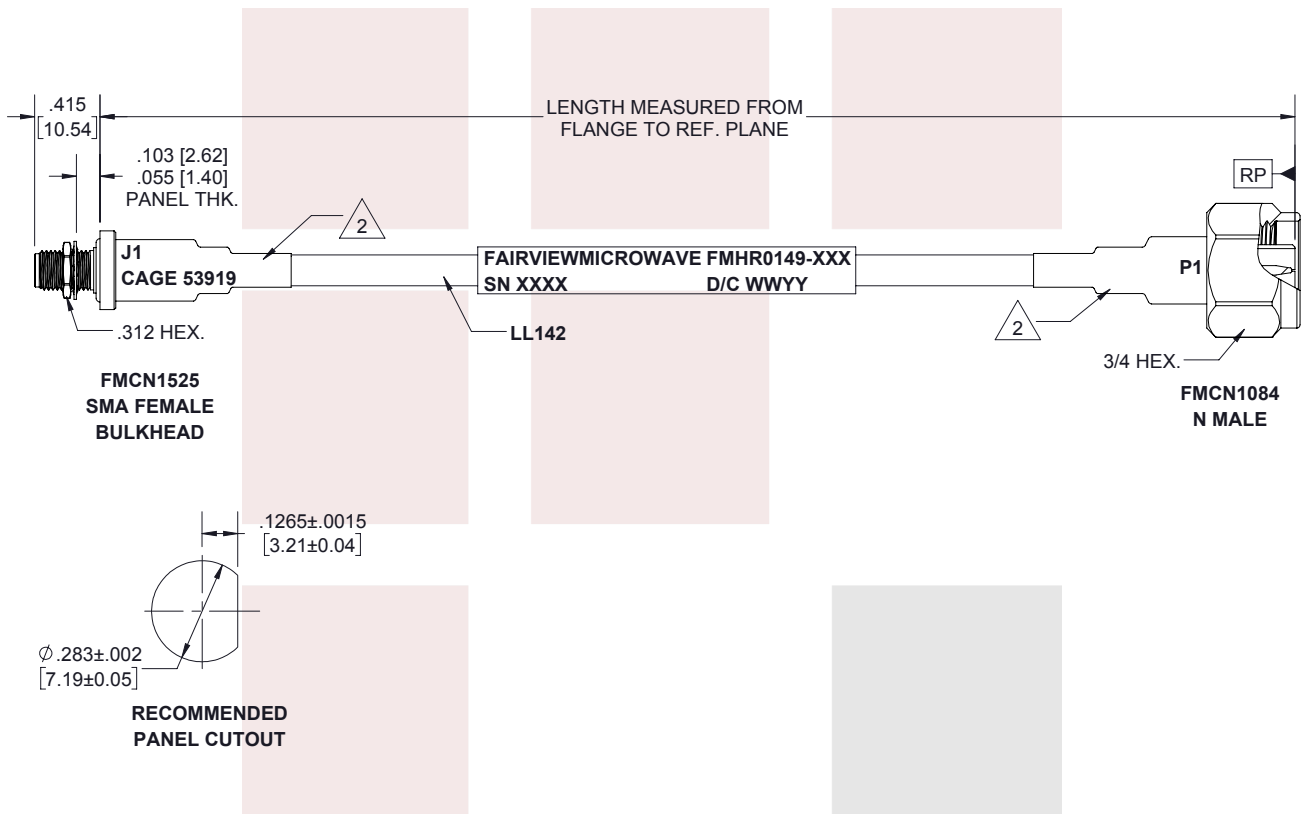 .415
[10.54]
LENGTH MEASURED FROM
FLANGE TO REF. PLANE
.103 [2.62]
.055 [1.40]
PANEL THK.
RP
2
J1
CAGE 53919
FAIRVIEWMICROWAVE FMHR0149-XXX
SN XXXX D/C WWYY
P1
.312 HEX.
LL142
2
3/4 HEX.
FMCN1525
SMA FEMALE
BULKHEAD
FMCN1084
N MALE
.1265±.0015
[3.21±0.04]
∅.283±.002
[7.19±0.05]
RECOMMENDED
PANEL CUTOUT